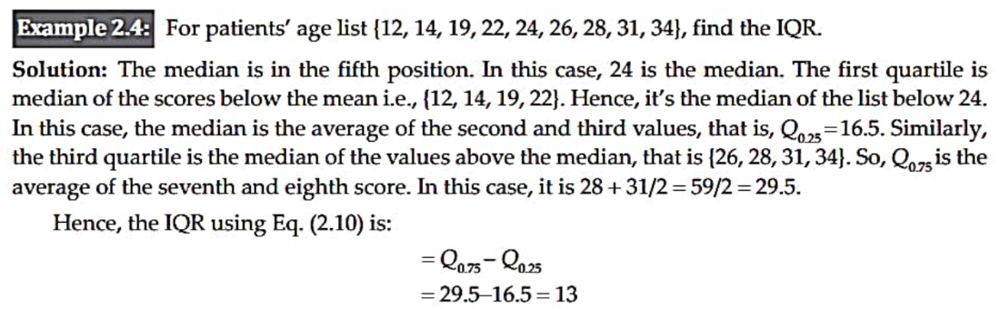 Example 2.4: For patients' age list {12, 14, 19, 22, 24, 26, 28, 31, 34}, find the IQR.
Solution: The median is in the fifth position. In this case, 24 is the median. The first quartile is
median of the scores below the mean i.e., {12, 14, 19, 22}. Hence, it's the median of the list below 24.
In this case, the median is the average of the second and third values, that is, Q0.25=16.5. Similarly,
the third quartile is the median of the values above the median, that is {26, 28, 31, 34}. So, Q0.75 is the
average of the seventh and eighth score. In this case, it is 28 + 31/2 = 59/2 = 29.5.
Hence, the IQR using Eq. (2.10) is:
= Q0.75 – Q0.25
= 29.5–16.5 = 13